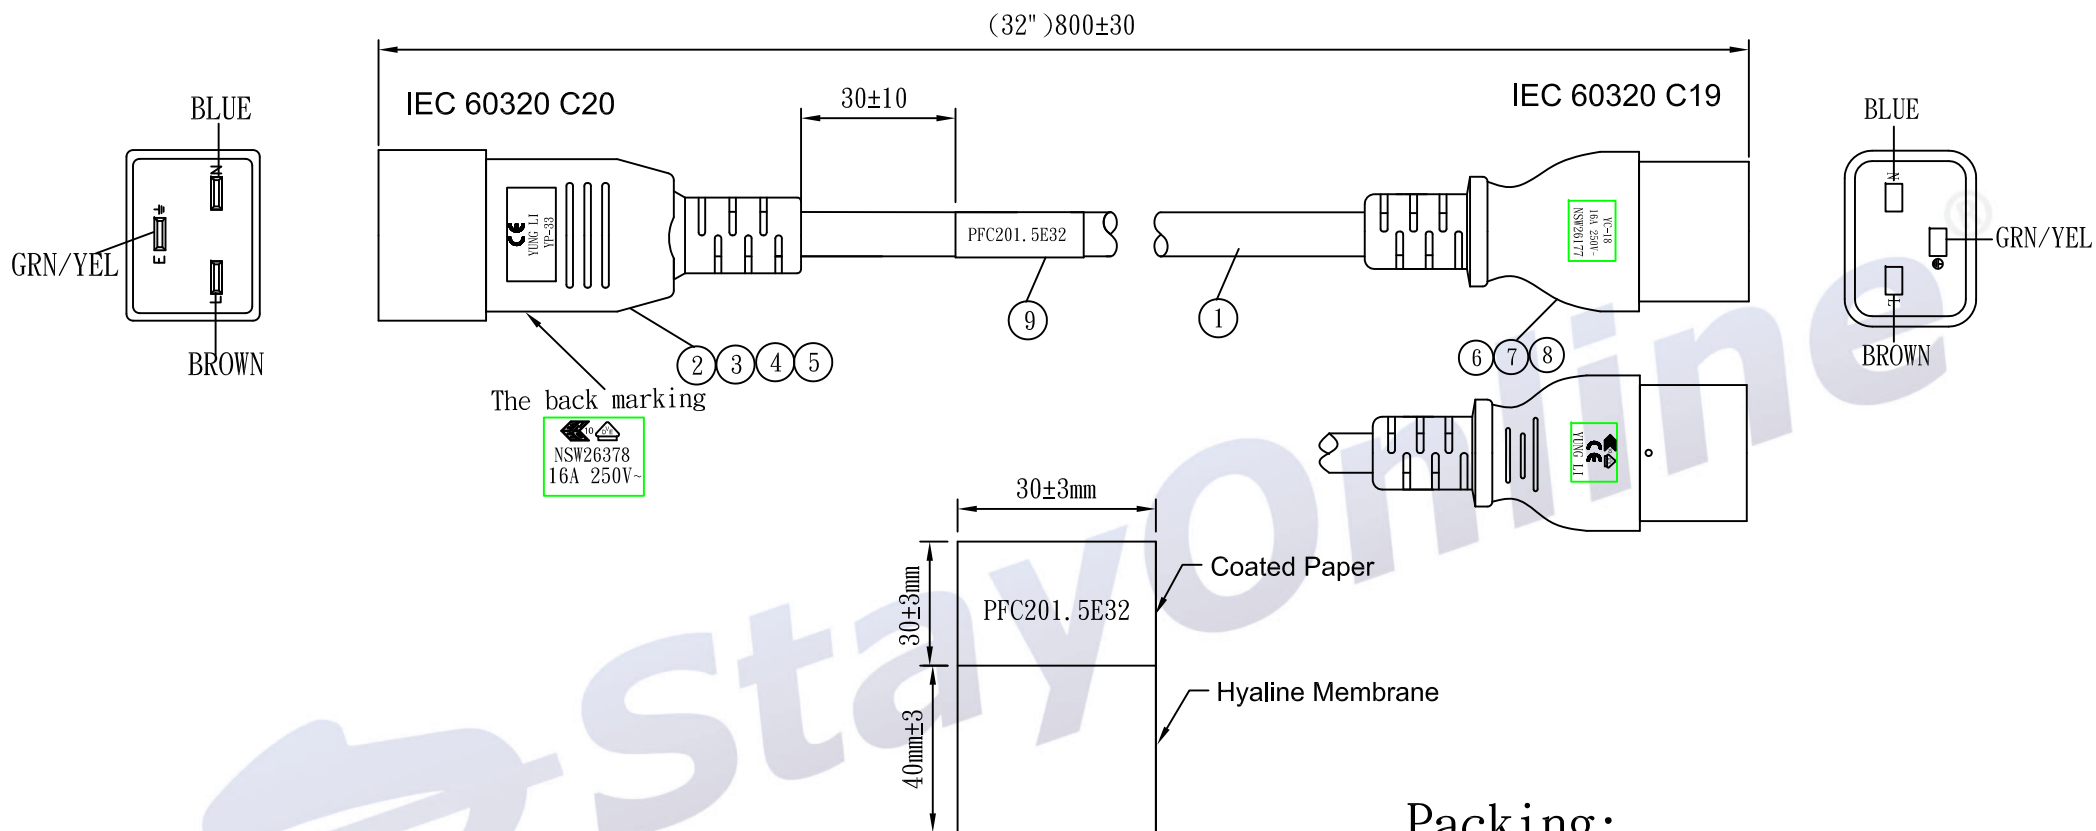 (32")800±30
IEC 60320 C20
30±10
IEC 60320 C19
BLUE
BLUE
N
N
CE
YUNG LI
YP-33
PFC201.5E32
YC-18
16A 250V~
NSW26177
®
GRN/YEL
E
GRN/YEL
L
L
9
1
BROWN
2 3 4 5
6 7 8
BROWN
The back marking
10
NSW26378
16A 250V~
CE
YUNG LI
30±3mm
30±3mm
PFC201.5E32
Coated Paper
40mm±3
Hyaline Membrane
StayOnline
Packing: